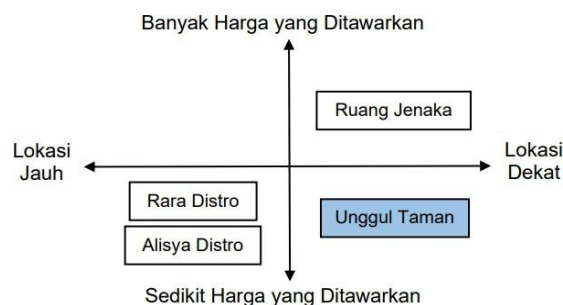 Banyak Harga yang Ditawarkan
Ruang Jenaka
Lokasi
Jauh
Lokasi
Dekat
Rara Distro
Unggul Taman
Alisya Distro
Sedikit Harga yang Ditawarkan